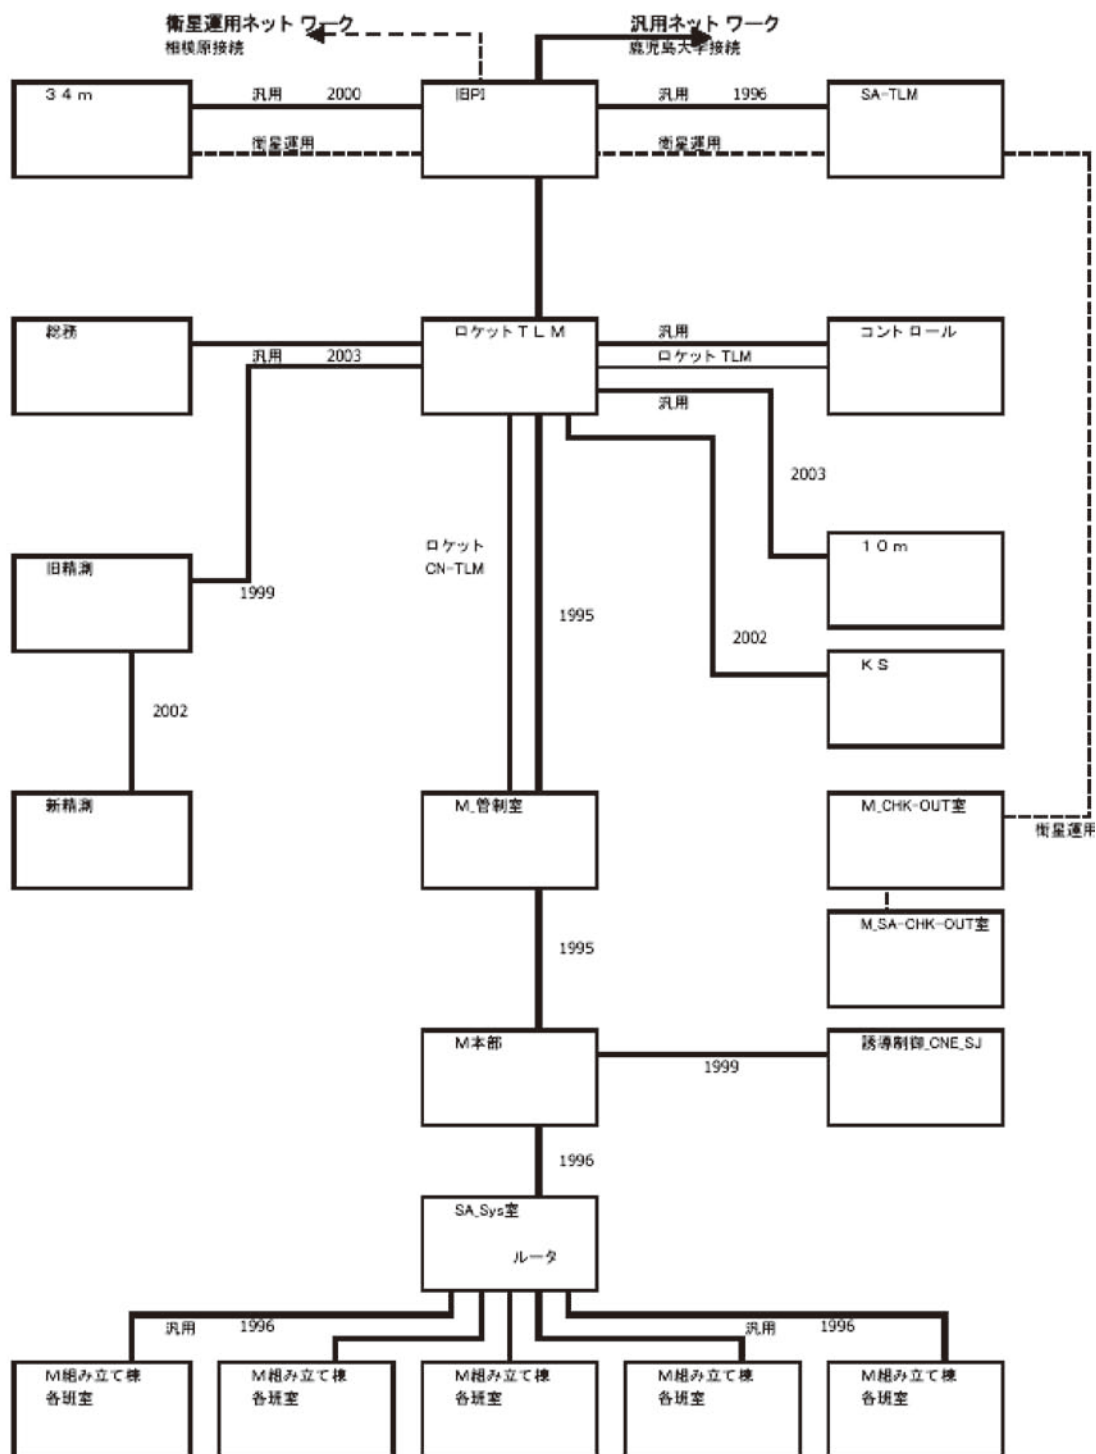 衛星運用ネットワーク
相模原接続
汎用ネットワーク
鹿児島大学接続
34m
汎用 2000
衛星運用
旧PI
汎用 1996
衛星運用
SA-TLM
総務
汎用 2003
ロケットTLM
汎用
ロケットTLM
汎用
コントロール
2003
旧精測
1999
ロケット
CN-TLM
1995
10m
2002
KS
2002
新精測
M_管制室
M_CHK-OUT室
衛星運用
M_SA-CHK-OUT室
1995
M本部
1999
誘導制御_CNE_SJ
1996
SA_Sys室
ルータ
汎用 1996
汎用 1996
M組み立て棟
各班室
M組み立て棟
各班室
M組み立て棟
各班室
M組み立て棟
各班室
M組み立て棟
各班室